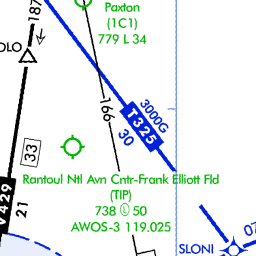 Paxton
(1C1)
779 L 34
187
OLO
3000G
T325
30
166
33
Rantoul Ntl Avn Cntr-Frank Elliott Fld
(TIP)
738 L 50
AWOS-3 119.025
V 429
21
07
SLONI